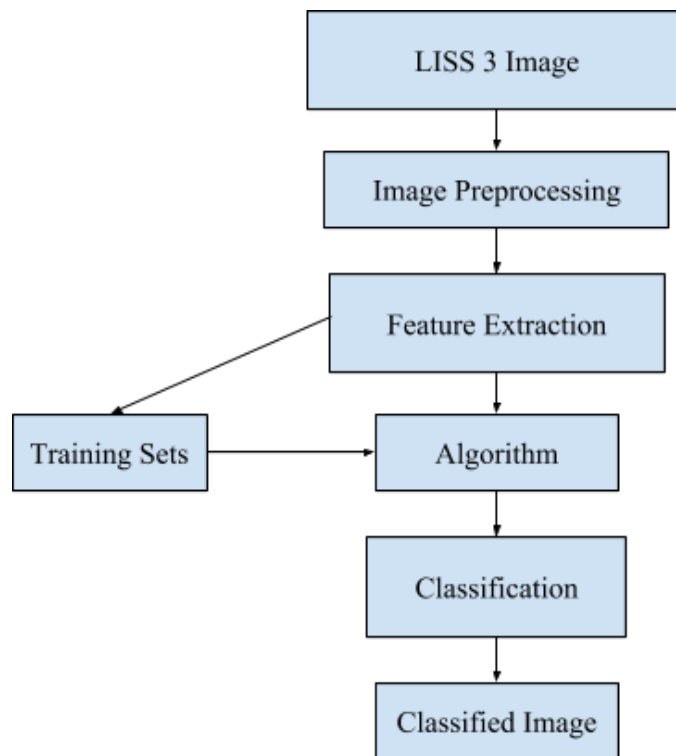 LISS 3 Image
Image Preprocessing
Feature Extraction
Training Sets
Algorithm
Classification
Classified Image